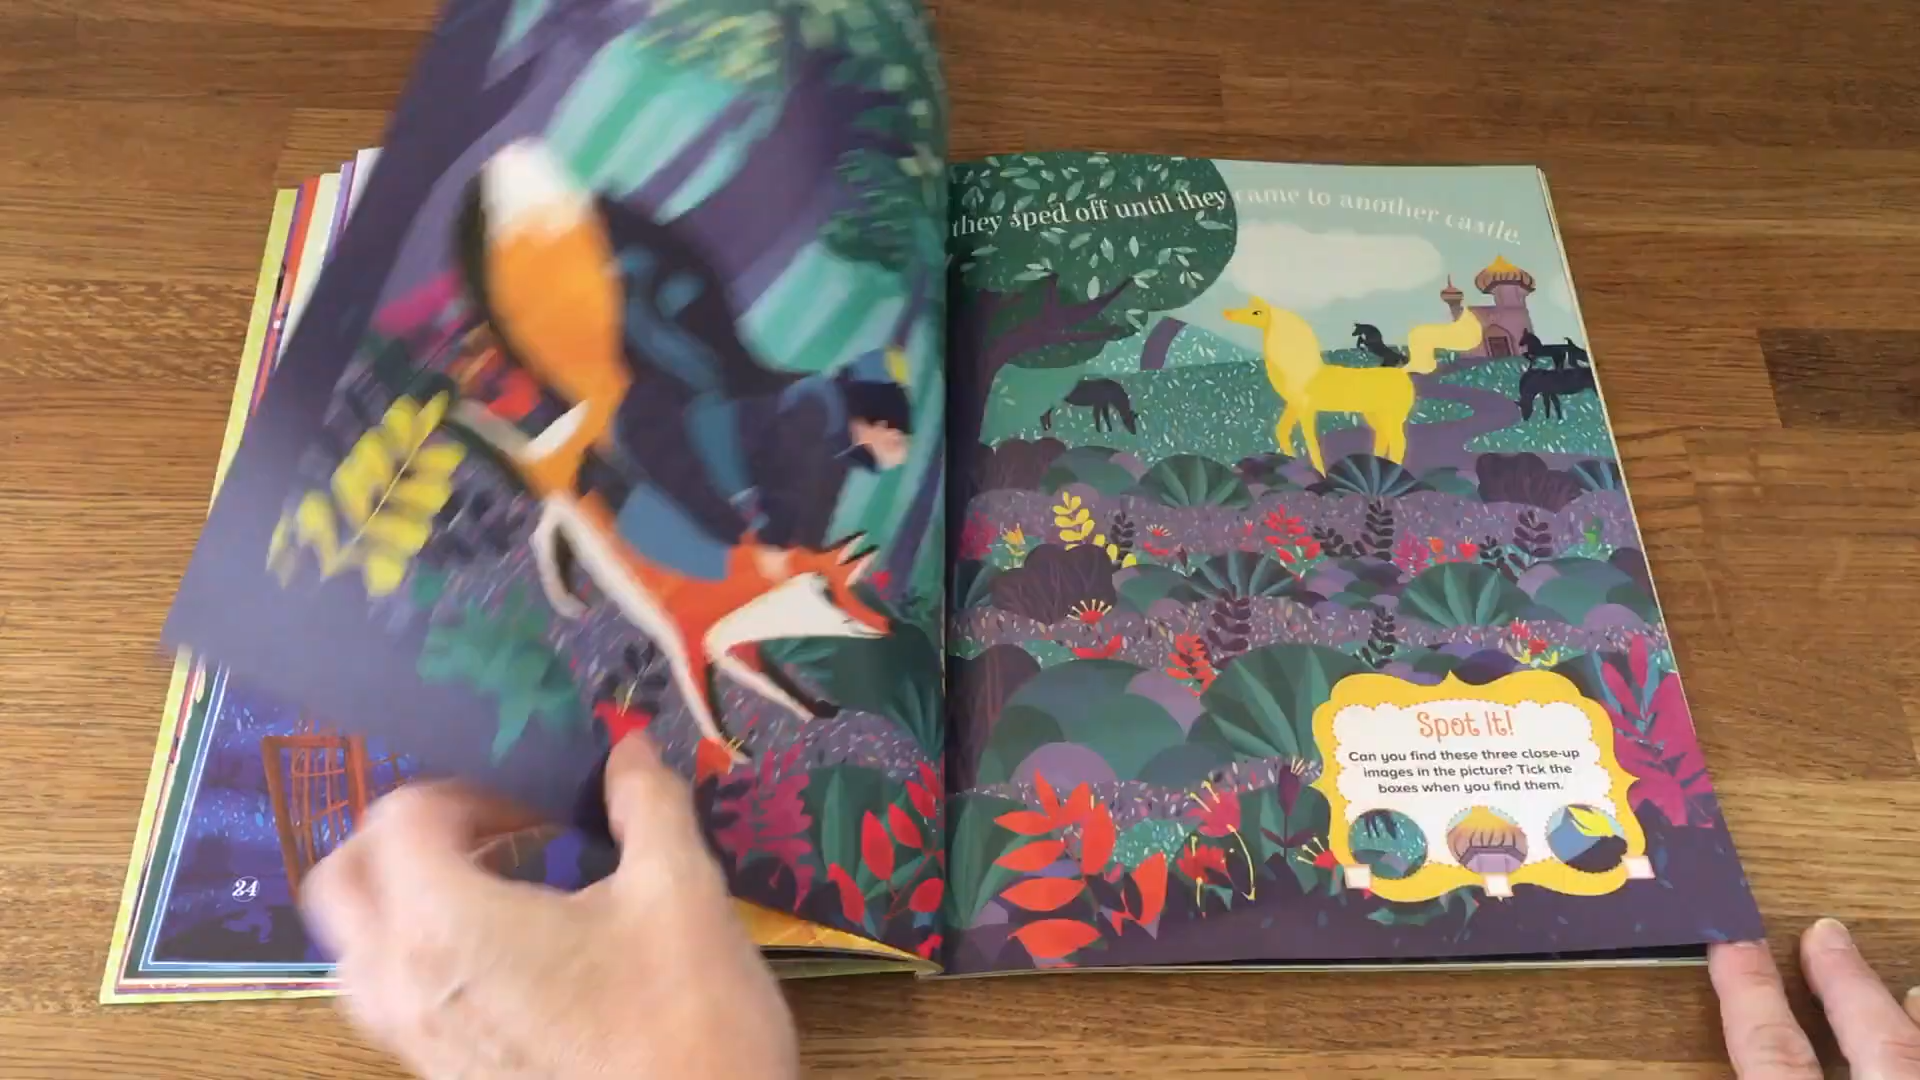 they sped off until they came to another castle.
Spot It!
Can you find these three close-up
images in the picture? Tick the
boxes when you find them.
24